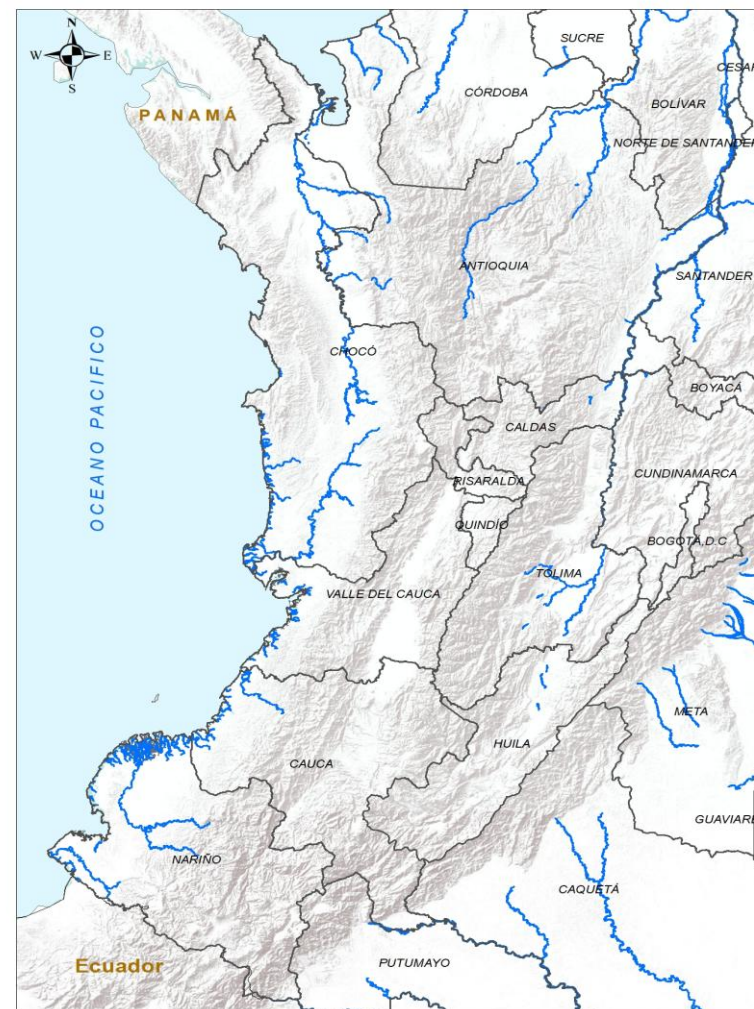 N
W E
S
PANAMÁ
SUCRE
CÓRDOBA
CESAR
BOLÍVAR
NORTE DE SANTANDER
ANTIOQUIA
SANTANDER
CHOCÓ
BOYACÁ
CALDAS
CUNDINAMARCA
RISARALDA
QUINDÍO
BOGOTÁ, D.C
TOLIMA
VALLE DEL CAUCA
OCEANO PACIFICO
META
HUILA
CAUCA
GUAVIARE
NARIÑO
CAQUETÁ
PUTUMAYO
Ecuador